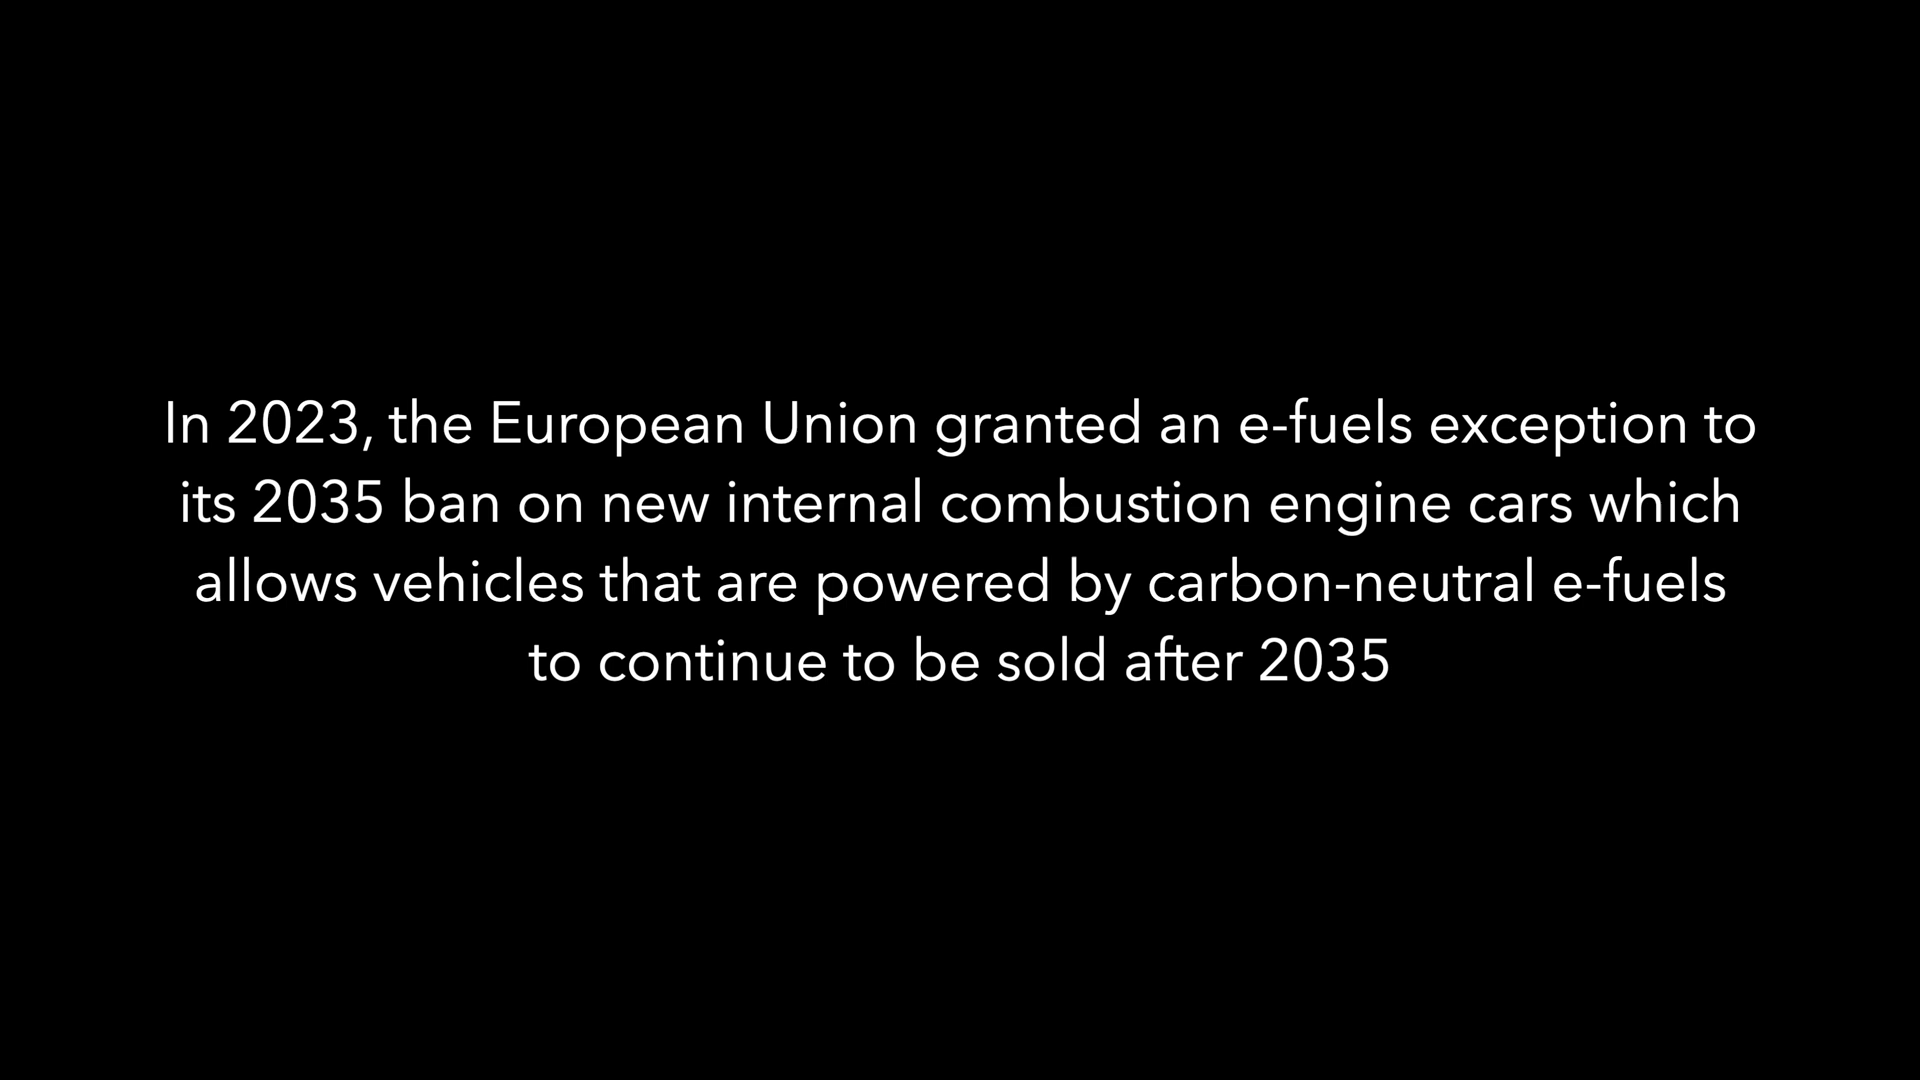 In 2023, the European Union granted an e-fuels exception to
its 2035 ban on new internal combustion engine cars which
allows vehicles that are powered by carbon-neutral e-fuels
to continue to be sold after 2035